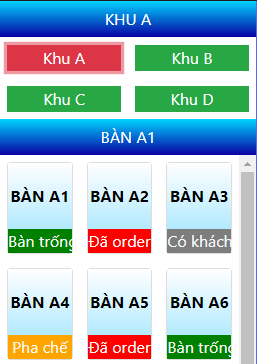 KHU A
Khu A Khu B
Khu C Khu D
BÀN A1
BÀN A1 BÀN A2 BÀN A3
Bàn trống Đã order Có khách
BÀN A4 BÀN A5 BÀN A6
Pha chế Đã order Bàn trống